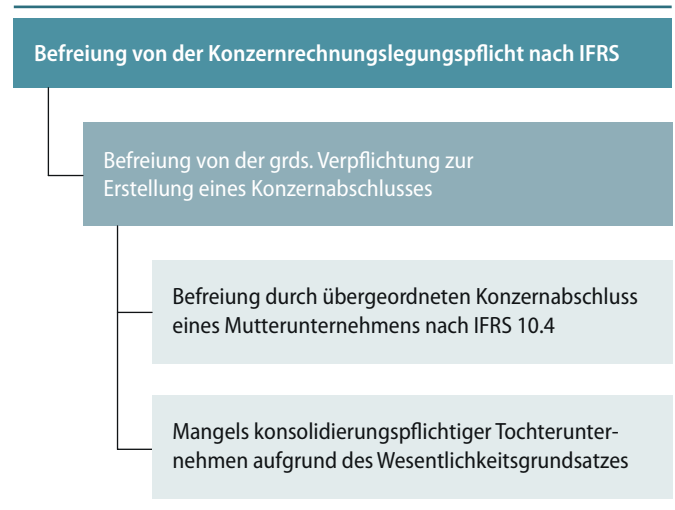 Befreiung von der Konzernrechnungslegungspflicht nach IFRS
Befreiung von der grds. Verpflichtung zur
Erstellung eines Konzernabschlusses
Befreiung durch übergeordneten Konzernabschluss
eines Mutterunternehmens nach IFRS 10.4
Mangels konsolidierungspflichtiger Tochterunter-
nehmen aufgrund des Wesentlichkeitsgrundsatzes